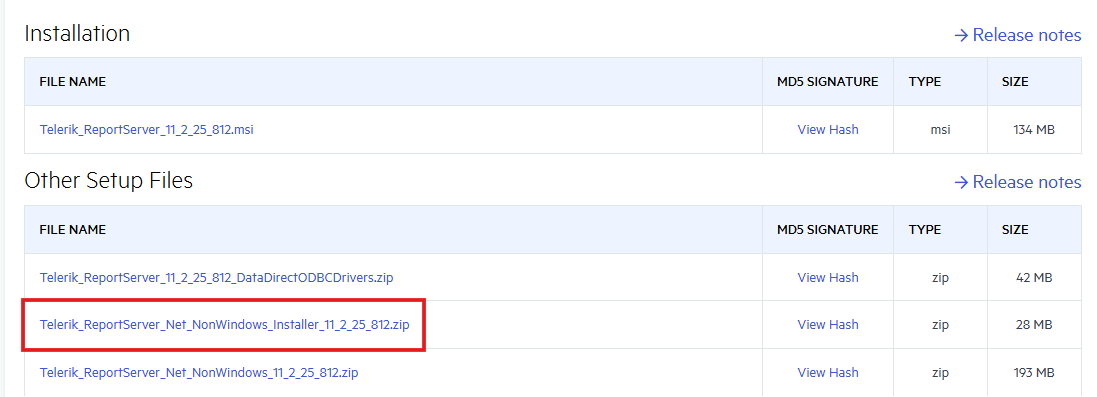 Installation → Release notes
FILE NAME MD5 SIGNATURE TYPE SIZE
Telerik_ReportServer_11_2_25_812.msi View Hash msi 134 MB
Other Setup Files → Release notes
FILE NAME MD5 SIGNATURE TYPE SIZE
Telerik_ReportServer_11_2_25_812_DataDirectODBCDrivers.zip View Hash zip 42 MB
Telerik_ReportServer_Net_NonWindows_Installer_11_2_25_812.zip View Hash zip 28 MB
Telerik_ReportServer_Net_NonWindows_11_2_25_812.zip View Hash zip 193 MB